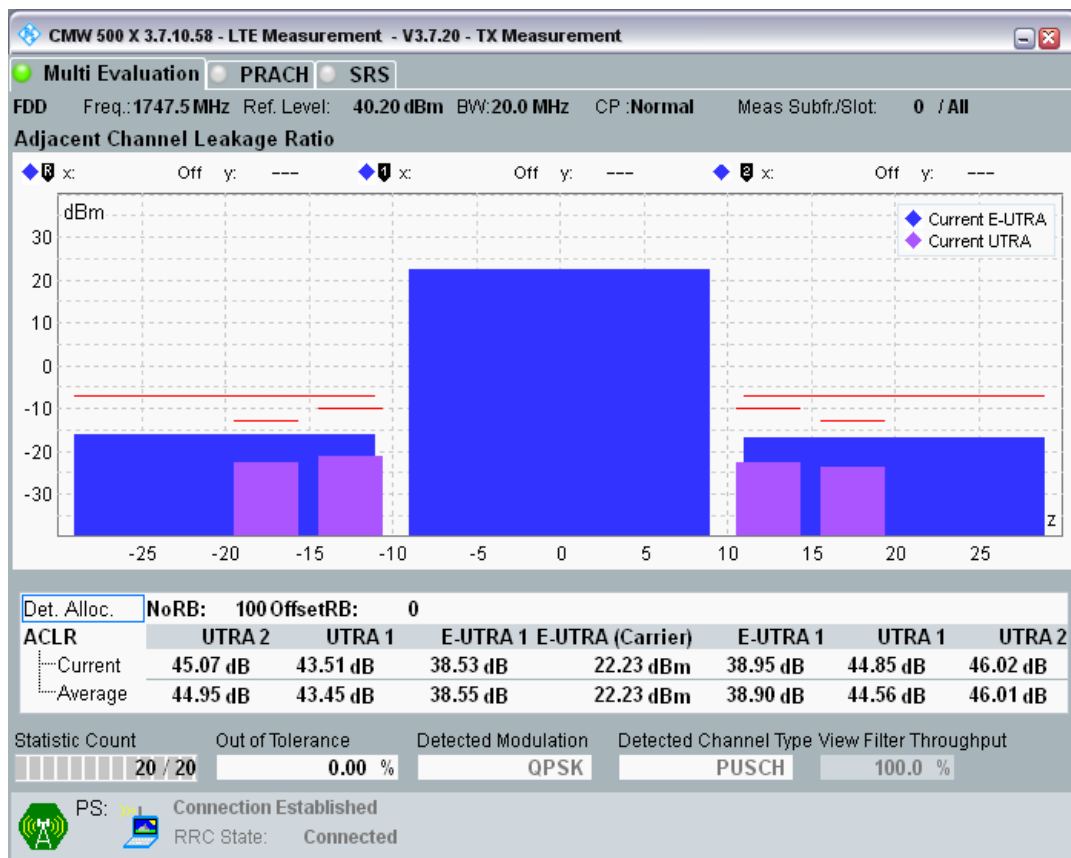 CMW 500 X 3.7.10.58 - LTE Measurement - V3.7.20 - TX Measurement
Multi Evaluation PRACH SRS
FDD Freq.:1747.5 MHz Ref. Level: 40.20 dBm BW:20.0 MHz CP :Normal Meas Subfr./Slot: 0 / All
Adjacent Channel Leakage Ratio
R x: Off y: --- 1 x: Off y: --- 2 x: Off y: ---
dBm
Current E-UTRA
Current UTRA
30
20
10
0
-10
-20
-30
z
-25 -20 -15 -10 -5 0 5 10 15 20 25
Det. Alloc. NoRB: 100 OffsetRB: 0
ACLR UTRA 2 UTRA 1 E-UTRA 1 E-UTRA (Carrier) E-UTRA 1 UTRA 1 UTRA 2
Current 45.07 dB 43.51 dB 38.53 dB 22.23 dBm 38.95 dB 44.85 dB 46.02 dB
Average 44.95 dB 43.45 dB 38.55 dB 22.23 dBm 38.90 dB 44.56 dB 46.01 dB
Statistic Count Out of Tolerance Detected Modulation Detected Channel Type View Filter Throughput
20 / 20 0.00 % QPSK PUSCH 100.0 %
PS: Connection Established
RRC State: Connected